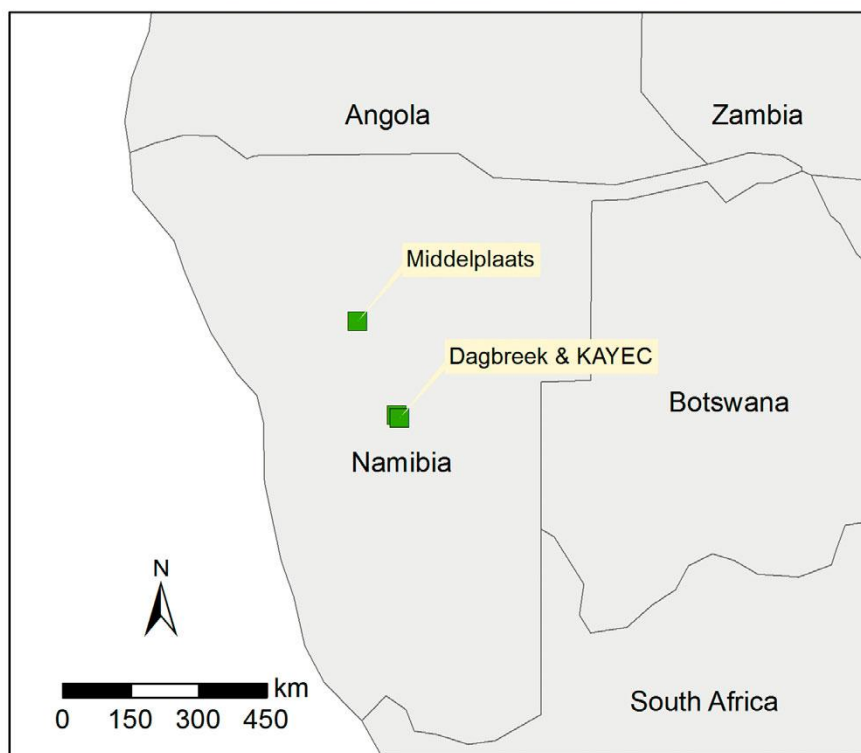 Angola
Zambia
Middelplaats
Dagbreek & KAYEC
Botswana
Namibia
N
km
0 150 300 450
South Africa